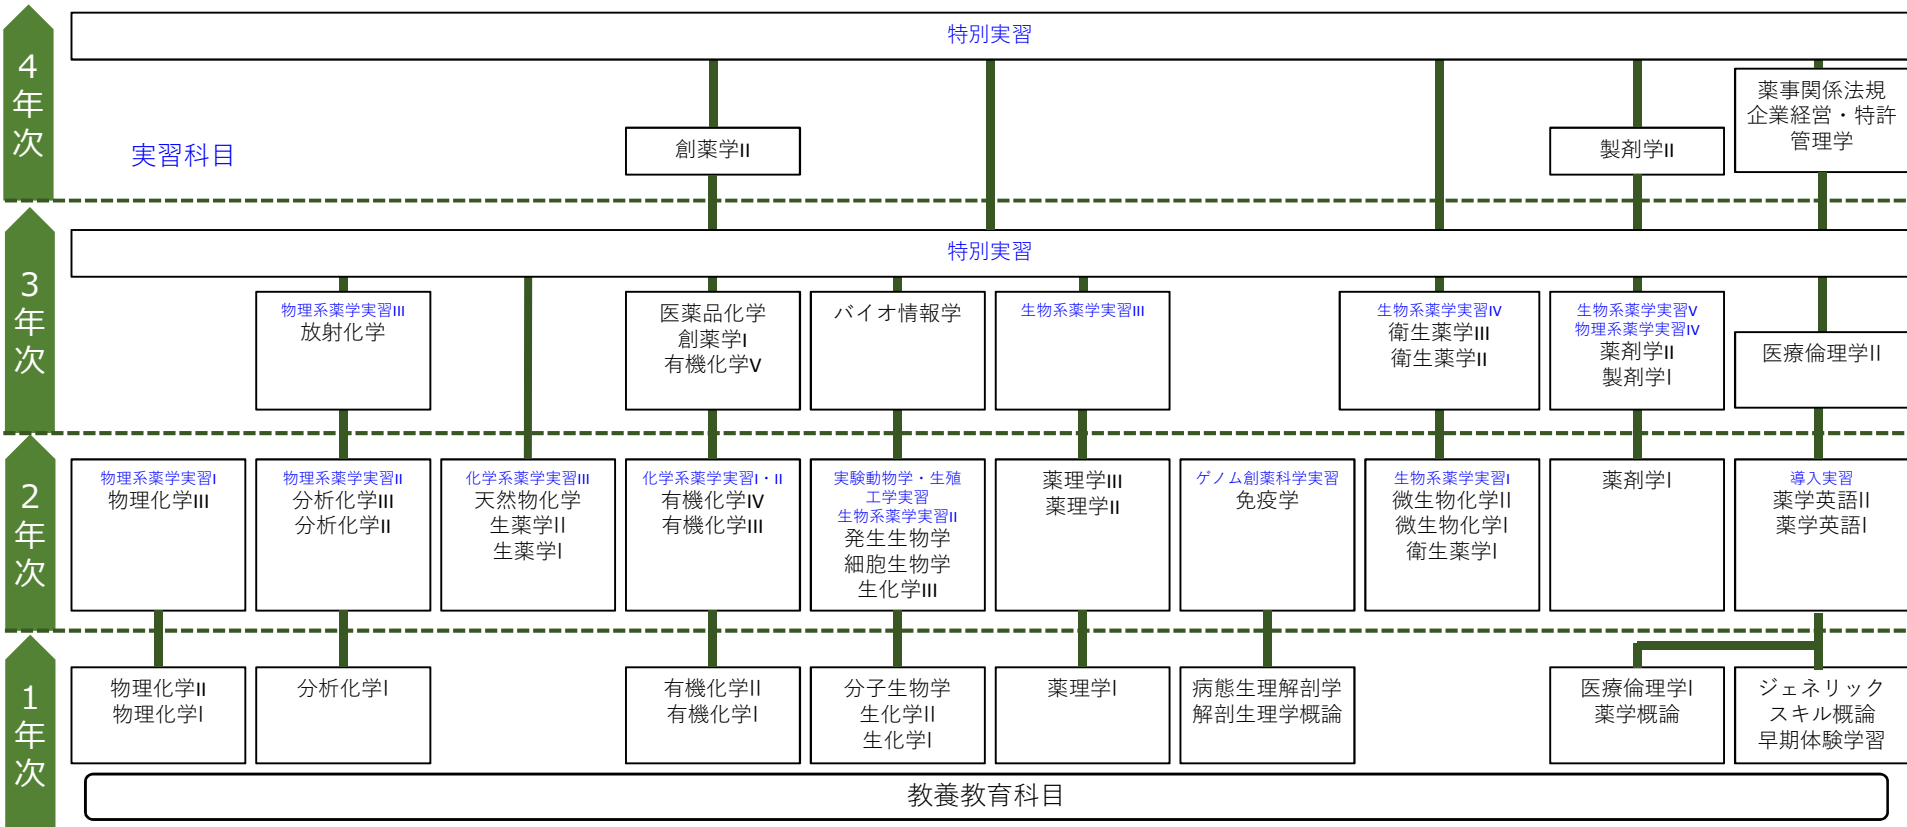 4
年
次
特別実習
実習科目
創薬学II
製剤学II
薬事関係法規
企業経営・特許
管理学
3
年
次
特別実習
物理系薬学実習III
放射化学
医薬品化学
創薬学I
有機化学V
バイオ情報学
生物系薬学実習III
生物系薬学実習IV
衛生薬学III
衛生薬学II
生物系薬学実習V
物理系薬学実習IV
薬剤学II
製剤学I
医療倫理学II
2
年
次
物理系薬学実習I
物理化学III
物理系薬学実習II
分析化学III
分析化学II
化学系薬学実習III
天然物化学
生薬学II
生薬学I
化学系薬学実習I・II
有機化学IV
有機化学III
実験動物学・生殖
工学実習
生物系薬学実習II
発生生物学
細胞生物学
生化学III
薬理学III
薬理学II
ゲノム創薬科学実習
免疫学
生物系薬学実習I
微生物化学II
微生物化学I
衛生薬学I
薬剤学I
導入実習
薬学英語II
薬学英語I
1
年
次
物理化学II
物理化学I
分析化学I
有機化学II
有機化学I
分子生物学
生化学II
生化学I
薬理学I
病態生理解剖学
解剖生理学概論
医療倫理学I
薬学概論
ジェネリック
スキル概論
早期体験学習
教養教育科目